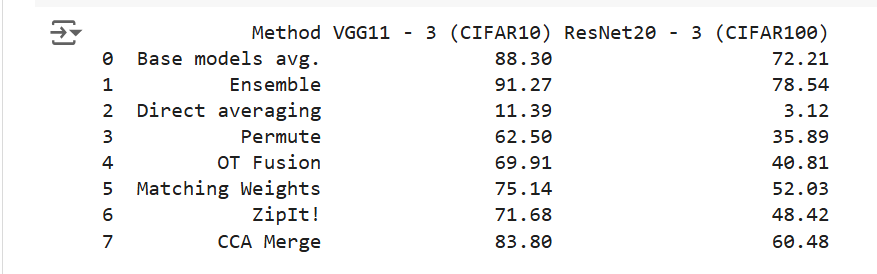 Method VGG11 - 3 (CIFAR10) ResNet20 - 3 (CIFAR100)
0 Base models avg. 88.30 72.21
1 Ensemble 91.27 78.54
2 Direct averaging 11.39 3.12
3 Permute 62.50 35.89
4 OT Fusion 69.91 40.81
5 Matching Weights 75.14 52.03
6 ZipIt! 71.68 48.42
7 CCA Merge 83.80 60.48